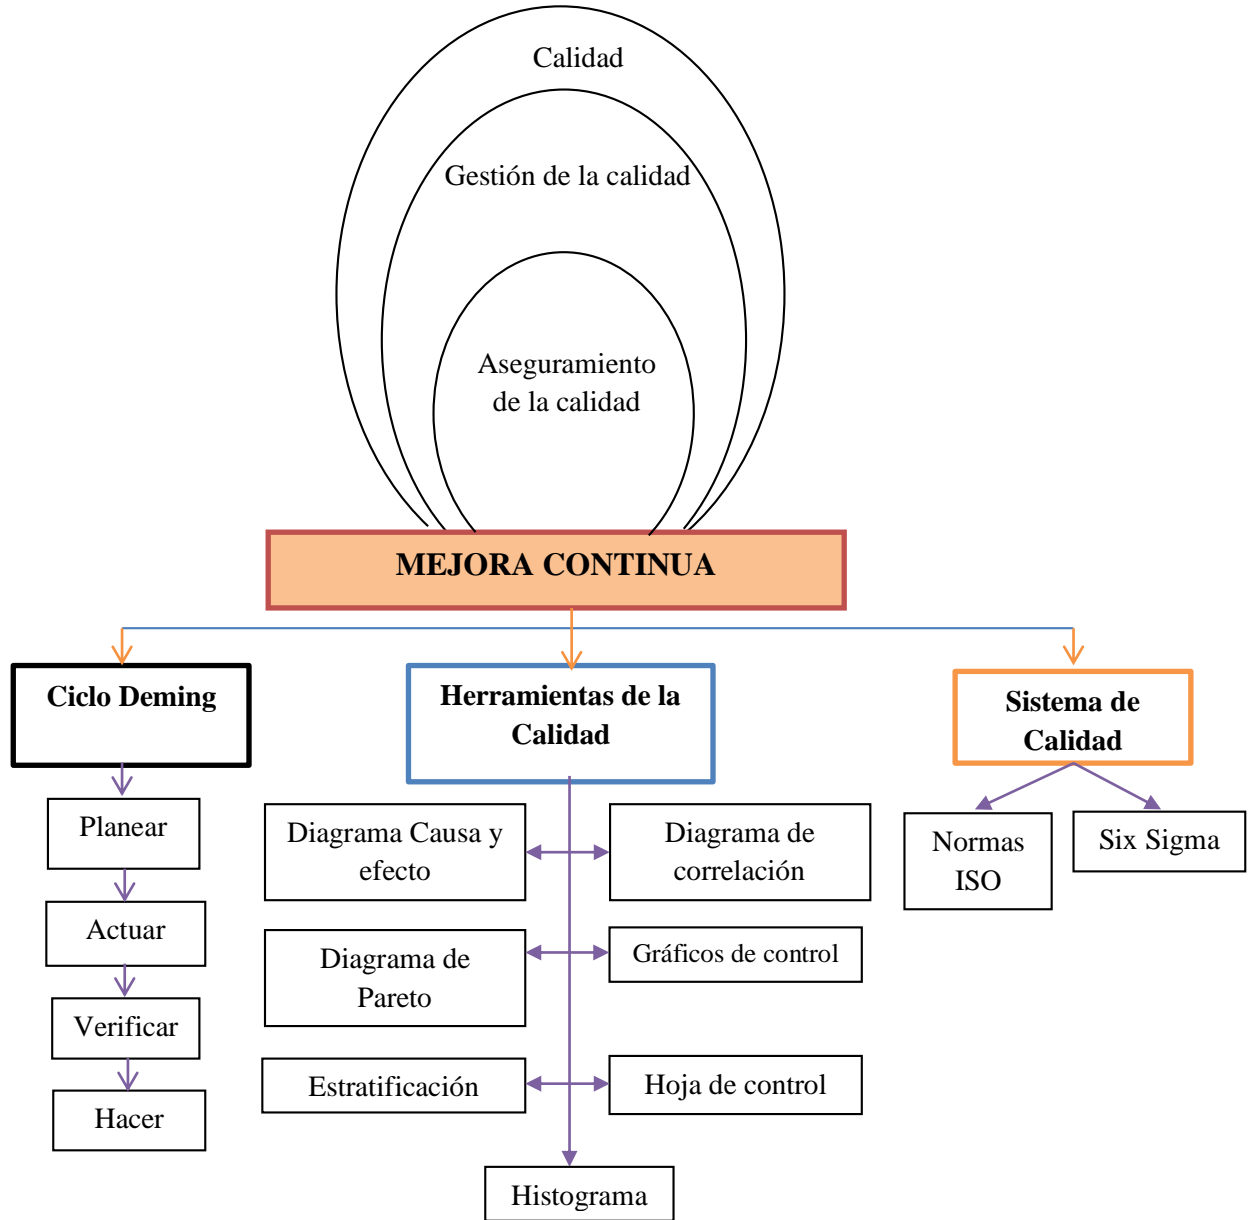 Calidad
Gestión de la calidad
Aseguramiento
de la calidad
MEJORA CONTINUA
Ciclo Deming
Planear
Actuar
Verificar
Hacer
Herramientas de la
Calidad
Diagrama Causa y
efecto
Diagrama de
correlación
Diagrama de
Pareto
Gráficos de control
Estratificación
Hoja de control
Histograma
Sistema de
Calidad
Normas
ISO
Six Sigma